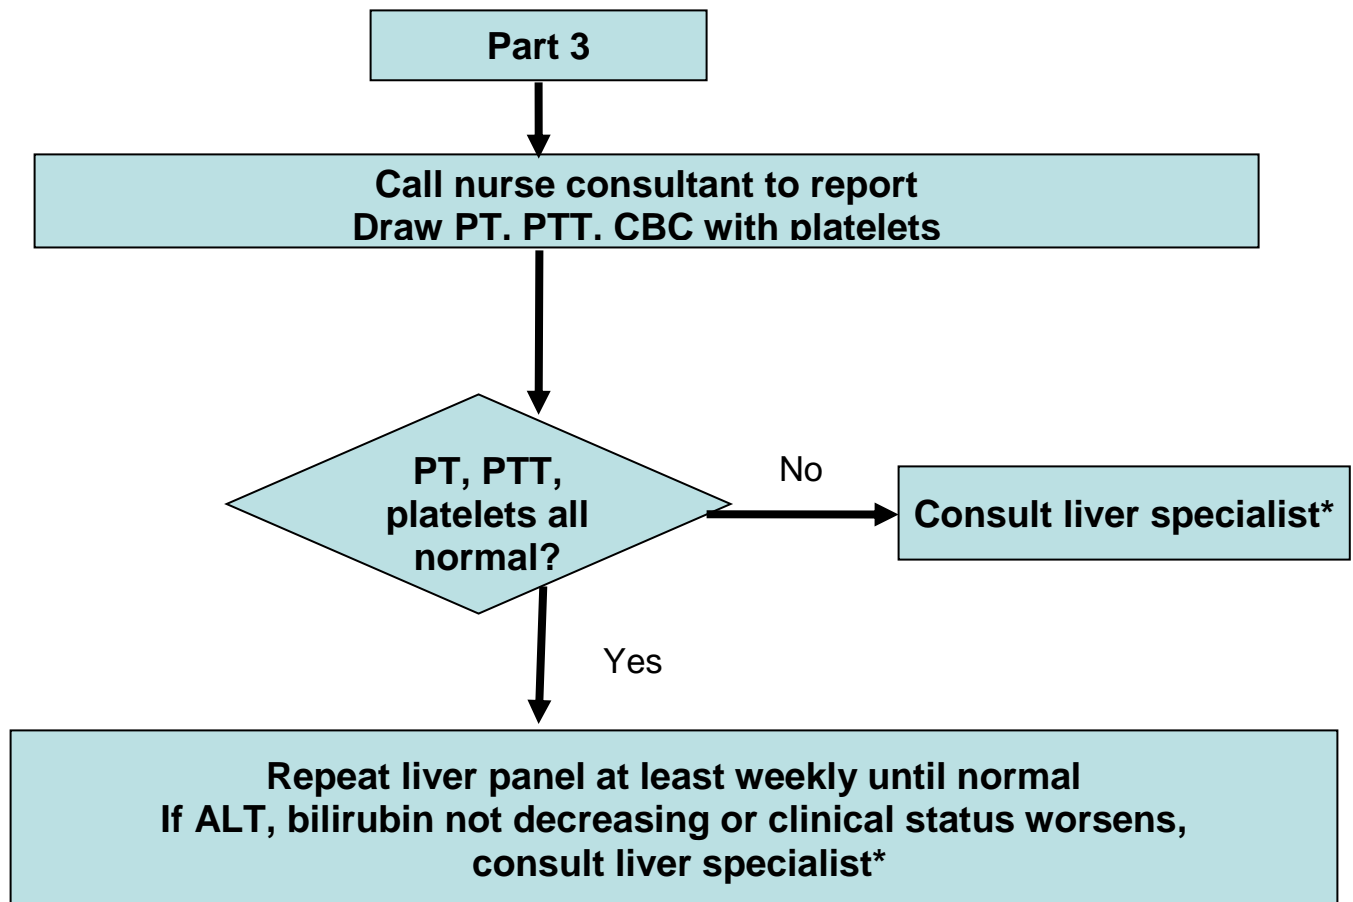 Part 3
Call nurse consultant to report
Draw PT, PTT, CBC with platelets
PT, PTT,
platelets all
normal?
No
Consult liver specialist*
Yes
Repeat liver panel at least weekly until normal
If ALT, bilirubin not decreasing or clinical status worsens,
consult liver specialist*